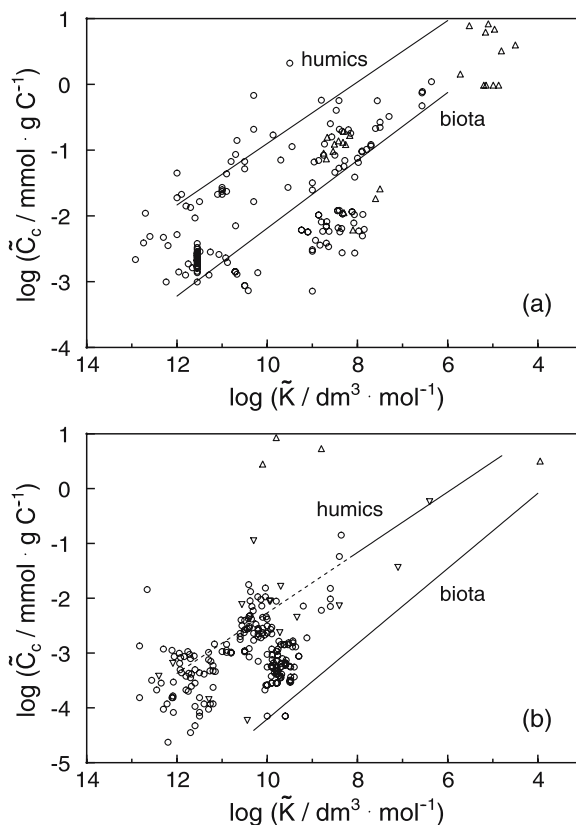 1
0
-1
-2
-3
-4
log (C̃c / mmol · g C⁻¹)
humics
biota
(a)
14 12 10 8 6 4
log (K̃ / dm³ · mol⁻¹)
1
0
-1
-2
-3
-4
-5
log (C̃c / mmol · g C⁻¹)
humics
biota
(b)
14 12 10 8 6 4
log (K̃ / dm³ · mol⁻¹)